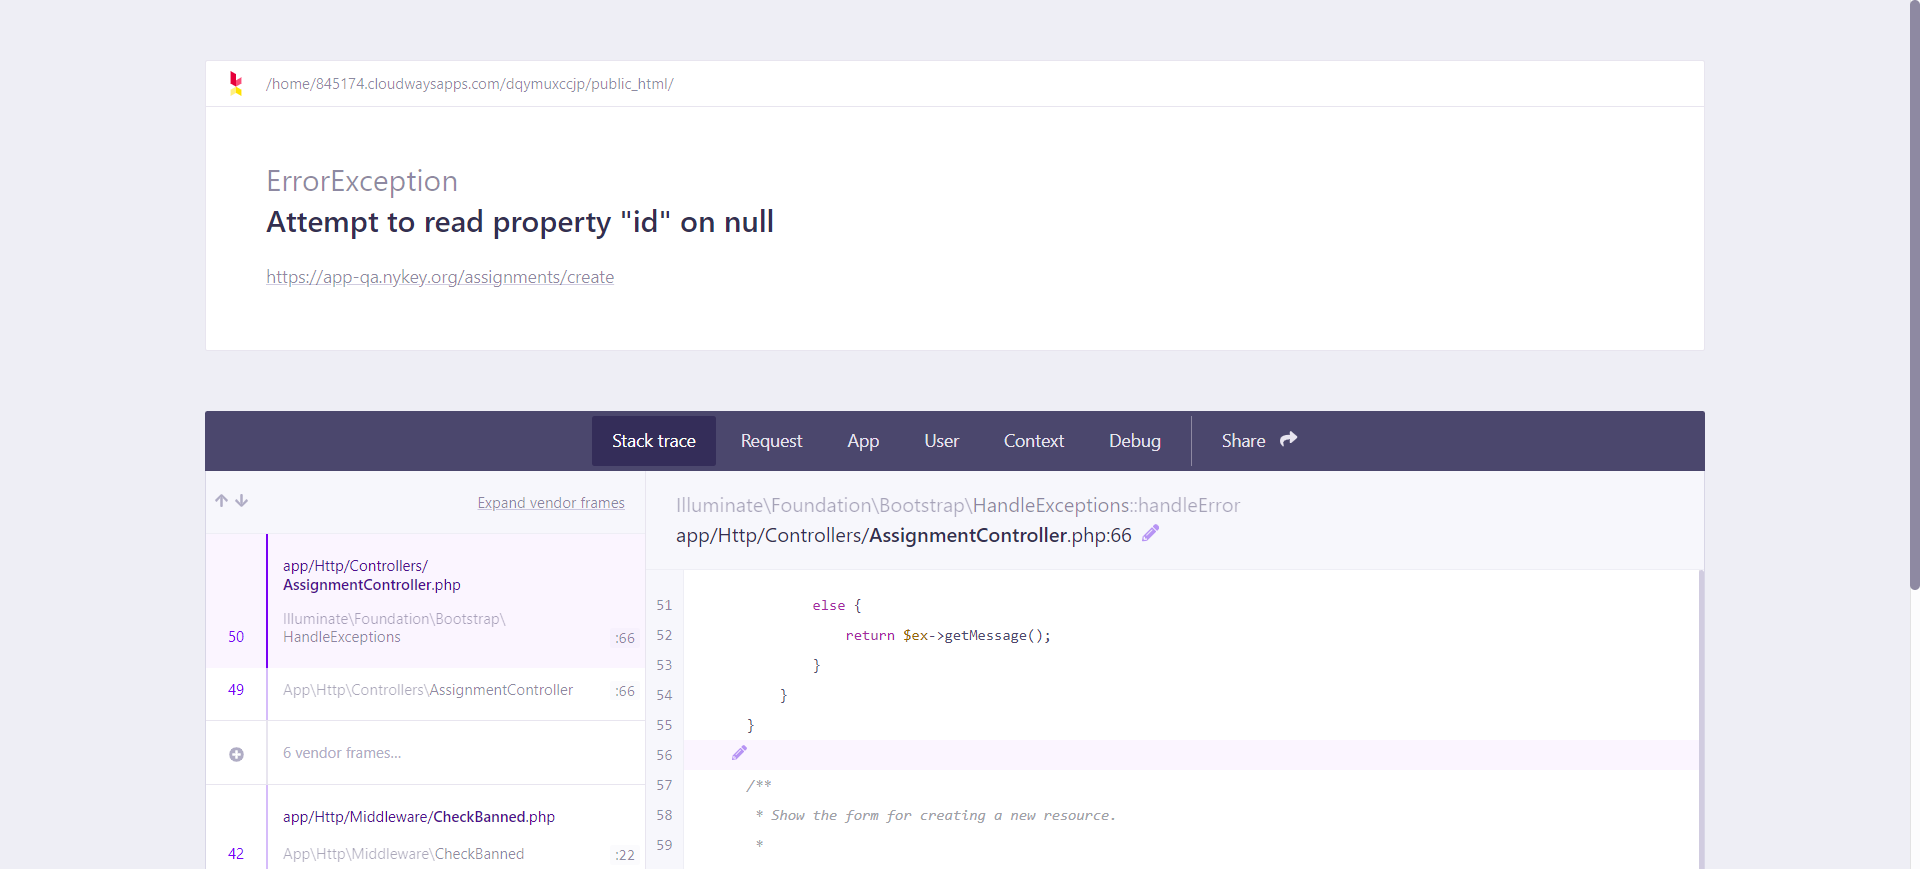 /home/845174.cloudwaysapps.com/dqymuxccjp/public_html/
ErrorException
Attempt to read property "id" on null
https://app-qa.nykey.org/assignments/create
Stack trace Request App User Context Debug Share
Expand vendor frames
app/Http/Controllers/
AssignmentController.php
Illuminate\Foundation\Bootstrap\
50 HandleExceptions :66
49 App\Http\Controllers\AssignmentController :66
6 vendor frames...
app/Http/Middleware/CheckBanned.php
42 App\Http\Middleware\CheckBanned :22
Illuminate\Foundation\Bootstrap\HandleExceptions::handleError
app/Http/Controllers/AssignmentController.php:66
51 else {
52 return $ex->getMessage();
53 }
54 }
55 }
56
57 /**
58 * Show the form for creating a new resource.
59 *